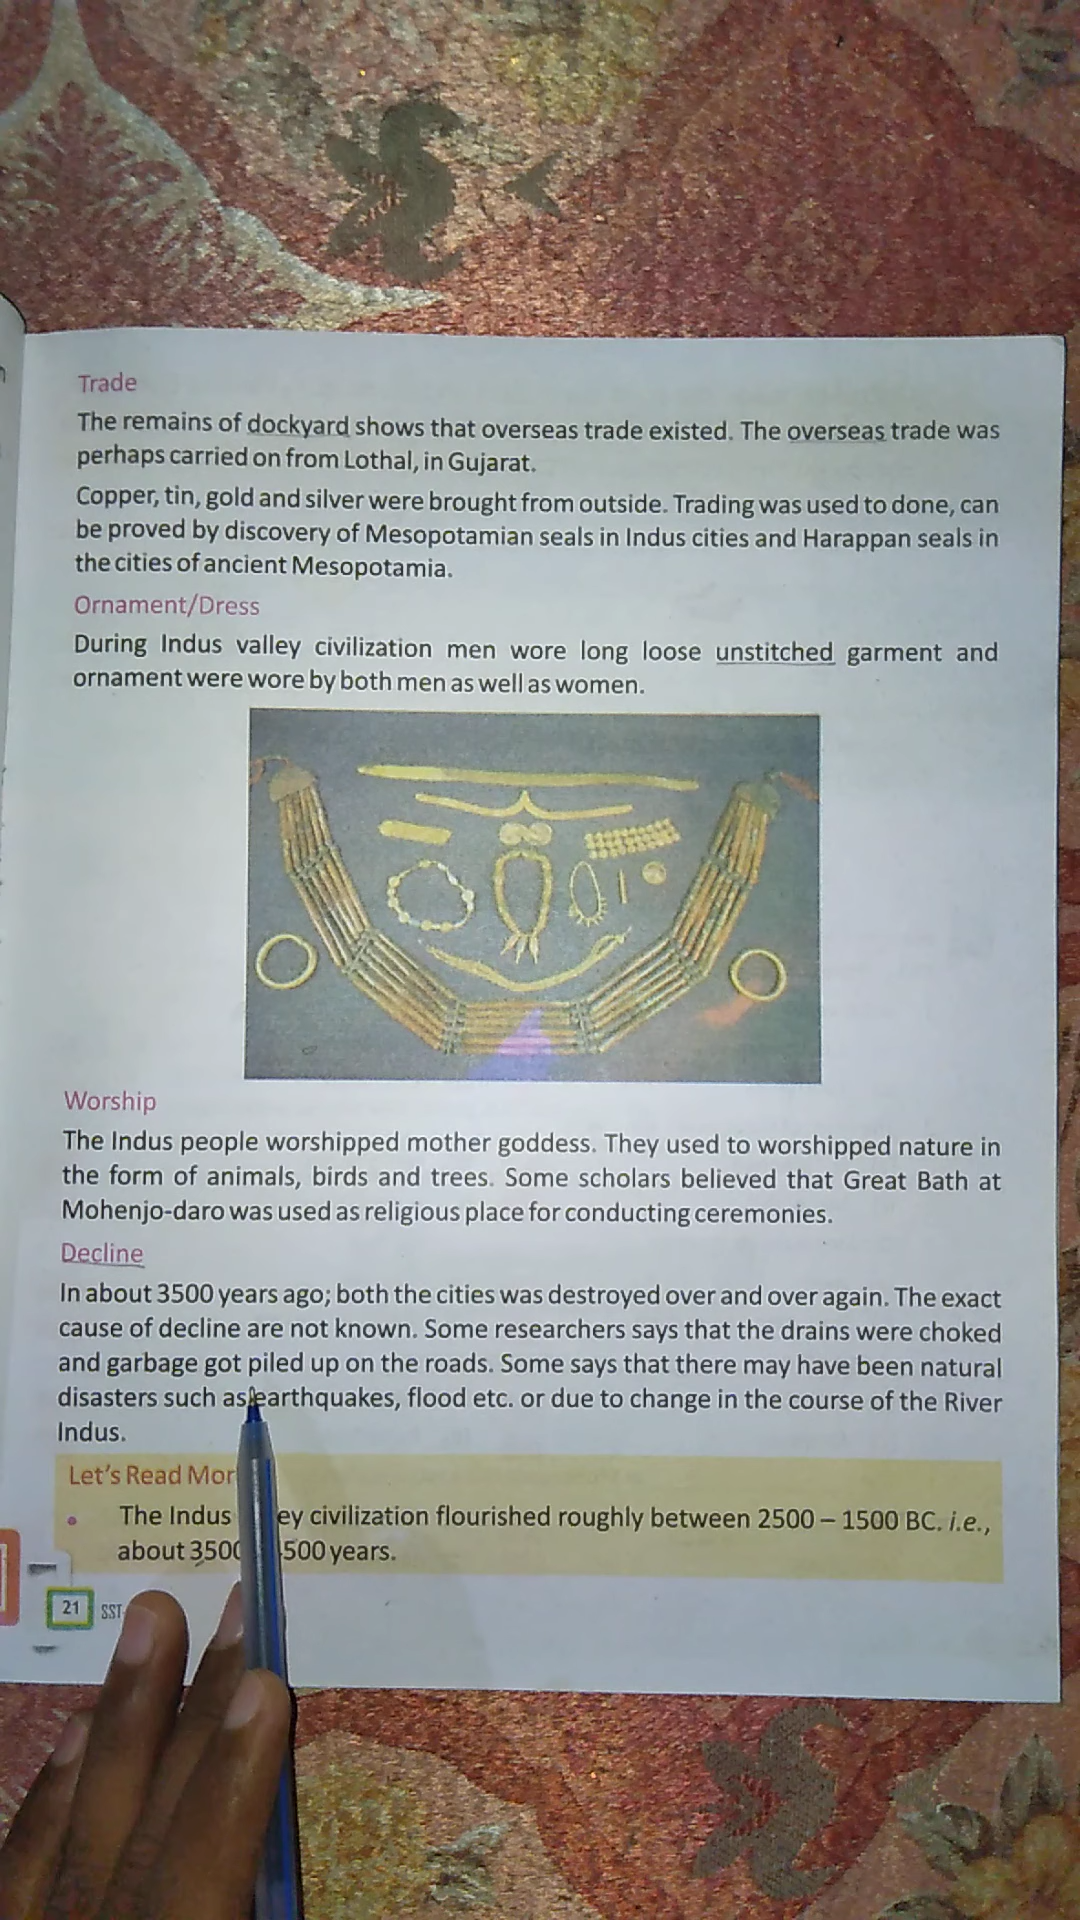 Trade
The remains of dockyard shows that overseas trade existed. The overseas trade was
perhaps carried on from Lothal, in Gujarat.
Copper, tin, gold and silver were brought from outside. Trading was used to done, can
be proved by discovery of Mesopotamian seals in Indus cities and Harappan seals in
the cities of ancient Mesopotamia.
Ornament/Dress
During Indus valley civilization men wore long loose unstitched garment and
ornament were wore by both men as well as women.
Worship
The Indus people worshipped mother goddess. They used to worshipped nature in
the form of animals, birds and trees. Some scholars believed that Great Bath at
Mohenjo-daro was used as religious place for conducting ceremonies.
Decline
In about 3500 years ago; both the cities was destroyed over and over again. The exact
cause of decline are not known. Some researchers says that the drains were choked
and garbage got piled up on the roads. Some says that there may have been natural
disasters such as earthquakes, flood etc. or due to change in the course of the River
Indus.
Let's Read Mor
The Indus ey civilization flourished roughly between 2500 – 1500 BC. i.e.,
about 3500 500 years.
21 SST